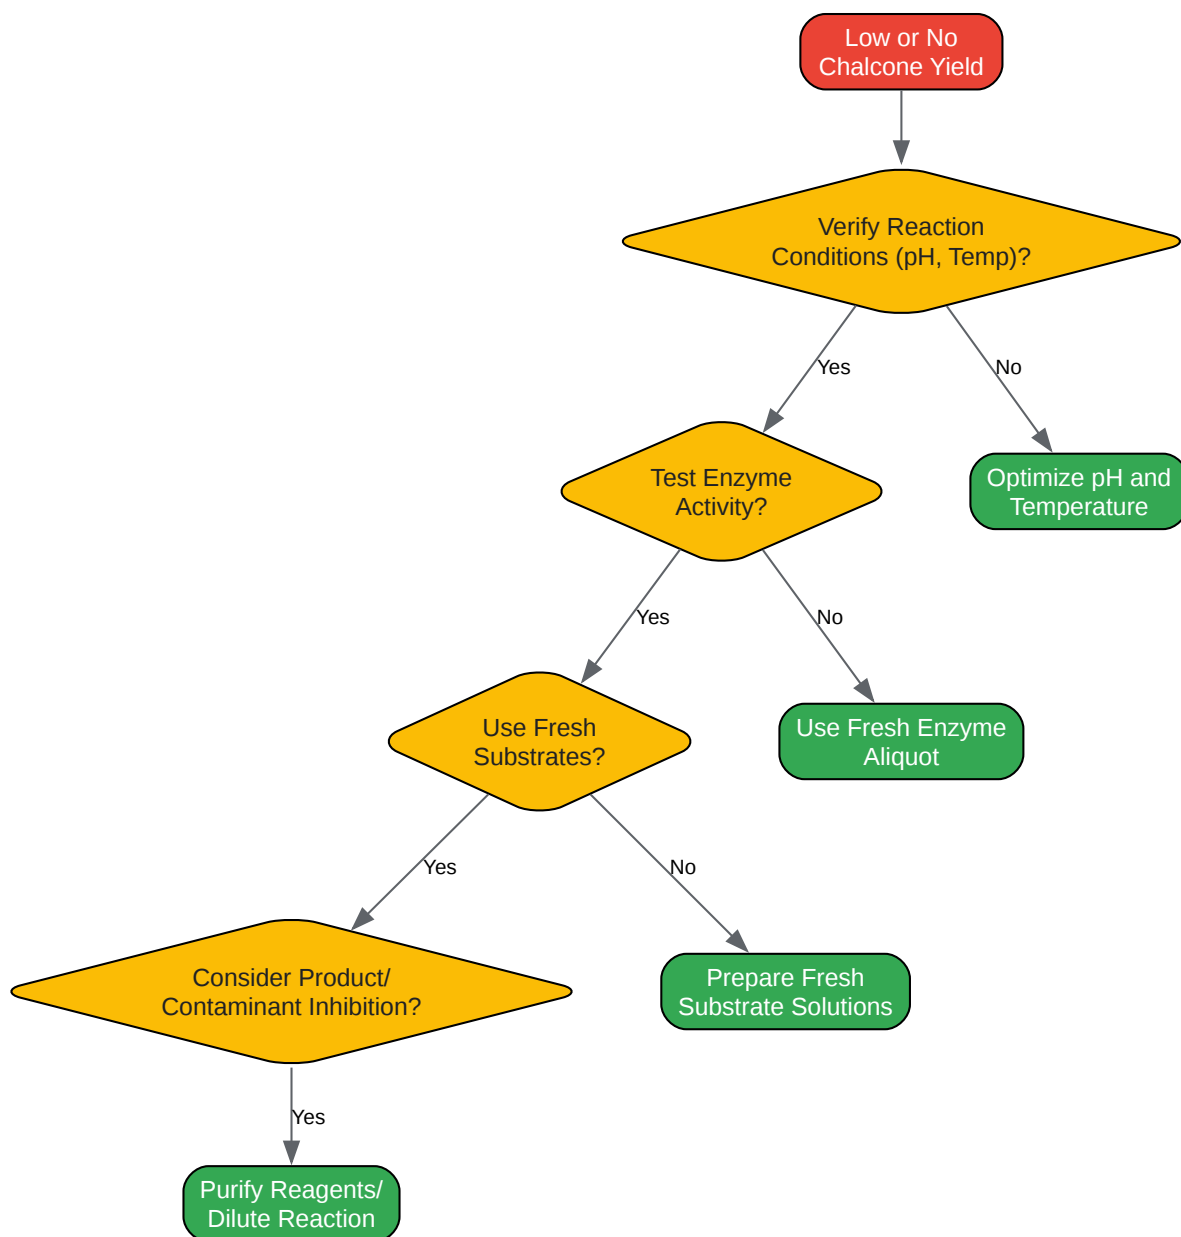 Low or No
Chalcone Yield
Verify Reaction
Conditions (pH, Temp)?
Yes
No
Test Enzyme
Activity?
Optimize pH and
Temperature
Yes
No
Use Fresh
Substrates?
Use Fresh Enzyme
Aliquot
Yes
No
Consider Product/
Contaminant Inhibition?
Prepare Fresh
Substrate Solutions
Yes
Purify Reagents/
Dilute Reaction